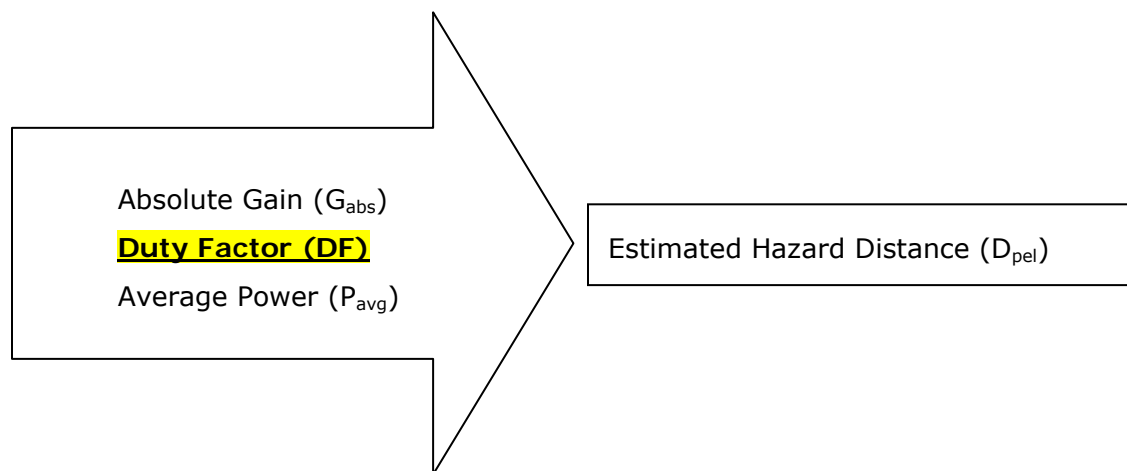 Absolute Gain (Gabs)
Duty Factor (DF)
Average Power (Pavg)
Estimated Hazard Distance (Dpel)